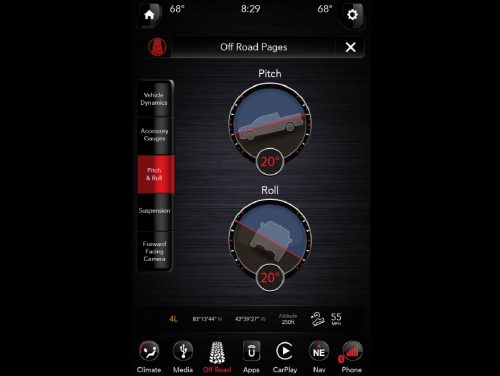 68° 8:29 68°
Off Road Pages
Pitch
Vehicle
Dynamics
Accessory
Gauges
20°
Pitch
& Roll
Roll
Suspension
Forward
Facing
Camera
20°
4L 83°13'44" N 42°39'27" W Altitude
250ft
55
MPH
U
NE
Climate Media Off Road Apps CarPlay Nav Phone